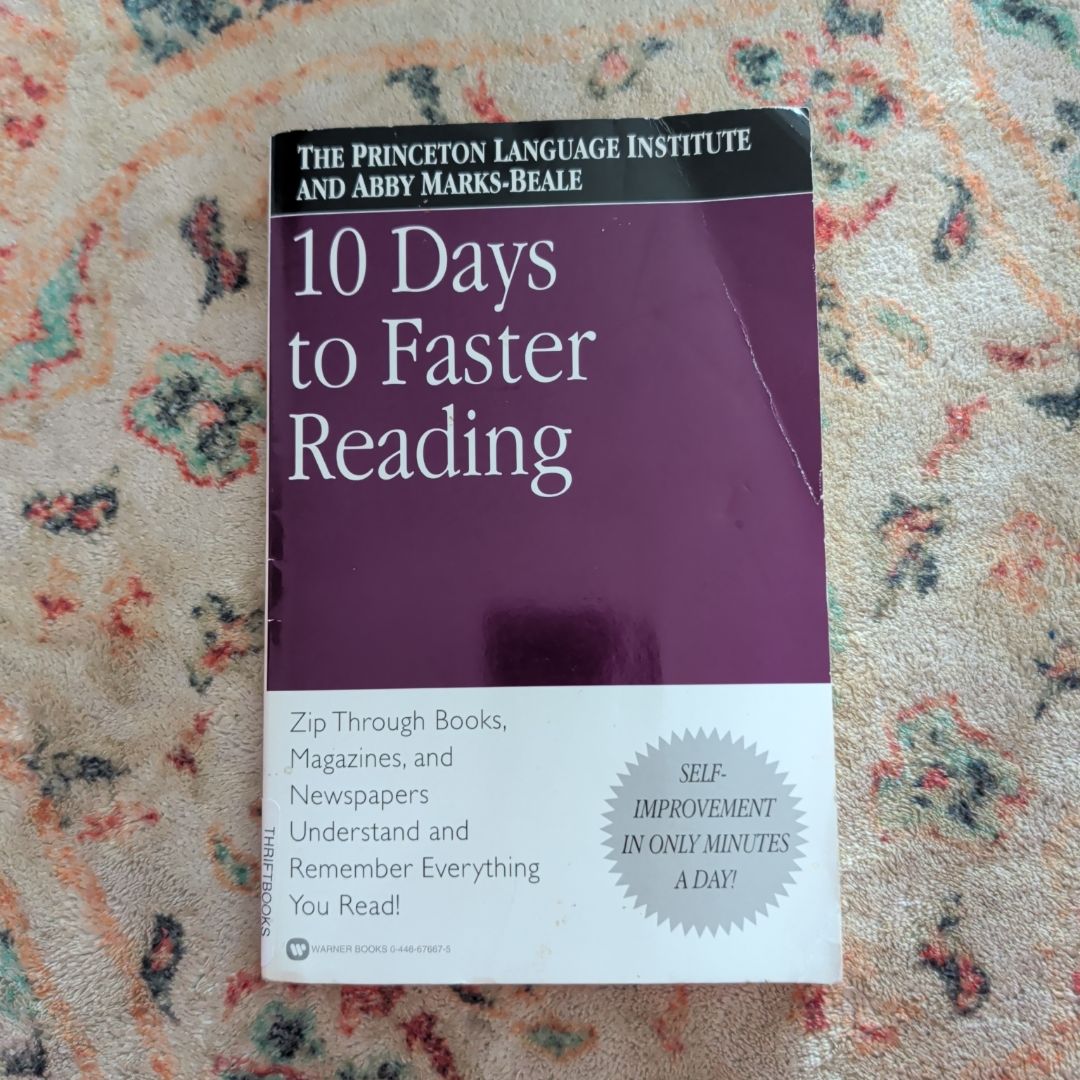 THE PRINCETON LANGUAGE INSTITUTE
AND ABBY MARKS-BEALE
10 Days
to Faster
Reading
Zip Through Books,
Magazines, and
Newspapers
Understand and
Remember Everything
You Read!
SELF-
IMPROVEMENT
IN ONLY MINUTES
A DAY!
THRIFTBOOKS
W WARNER BOOKS 0-446-67667-5